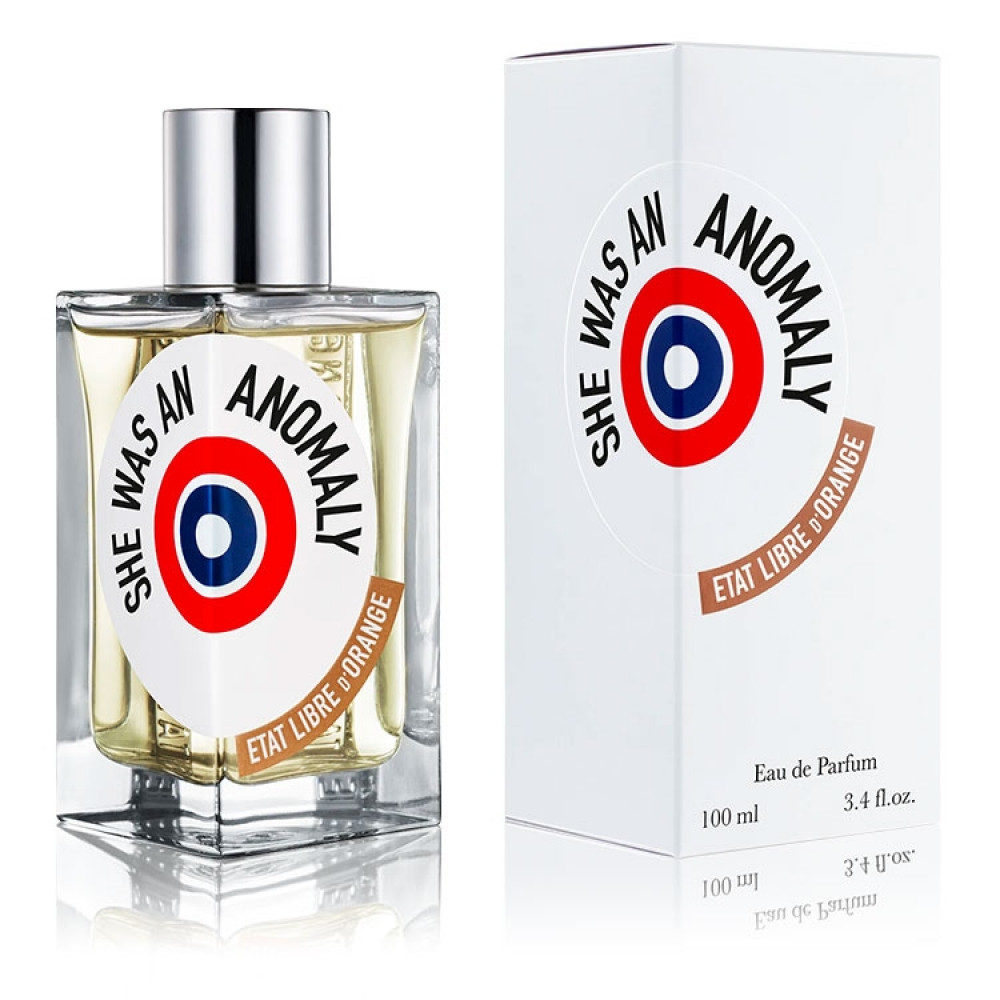 SHE WAS AN ANOMALY
ETAT LIBRE D'ORANGE
SHE WAS AN ANOMALY
ETAT LIBRE D'ORANGE
Eau de Parfum
100 ml
3.4 fl.oz.